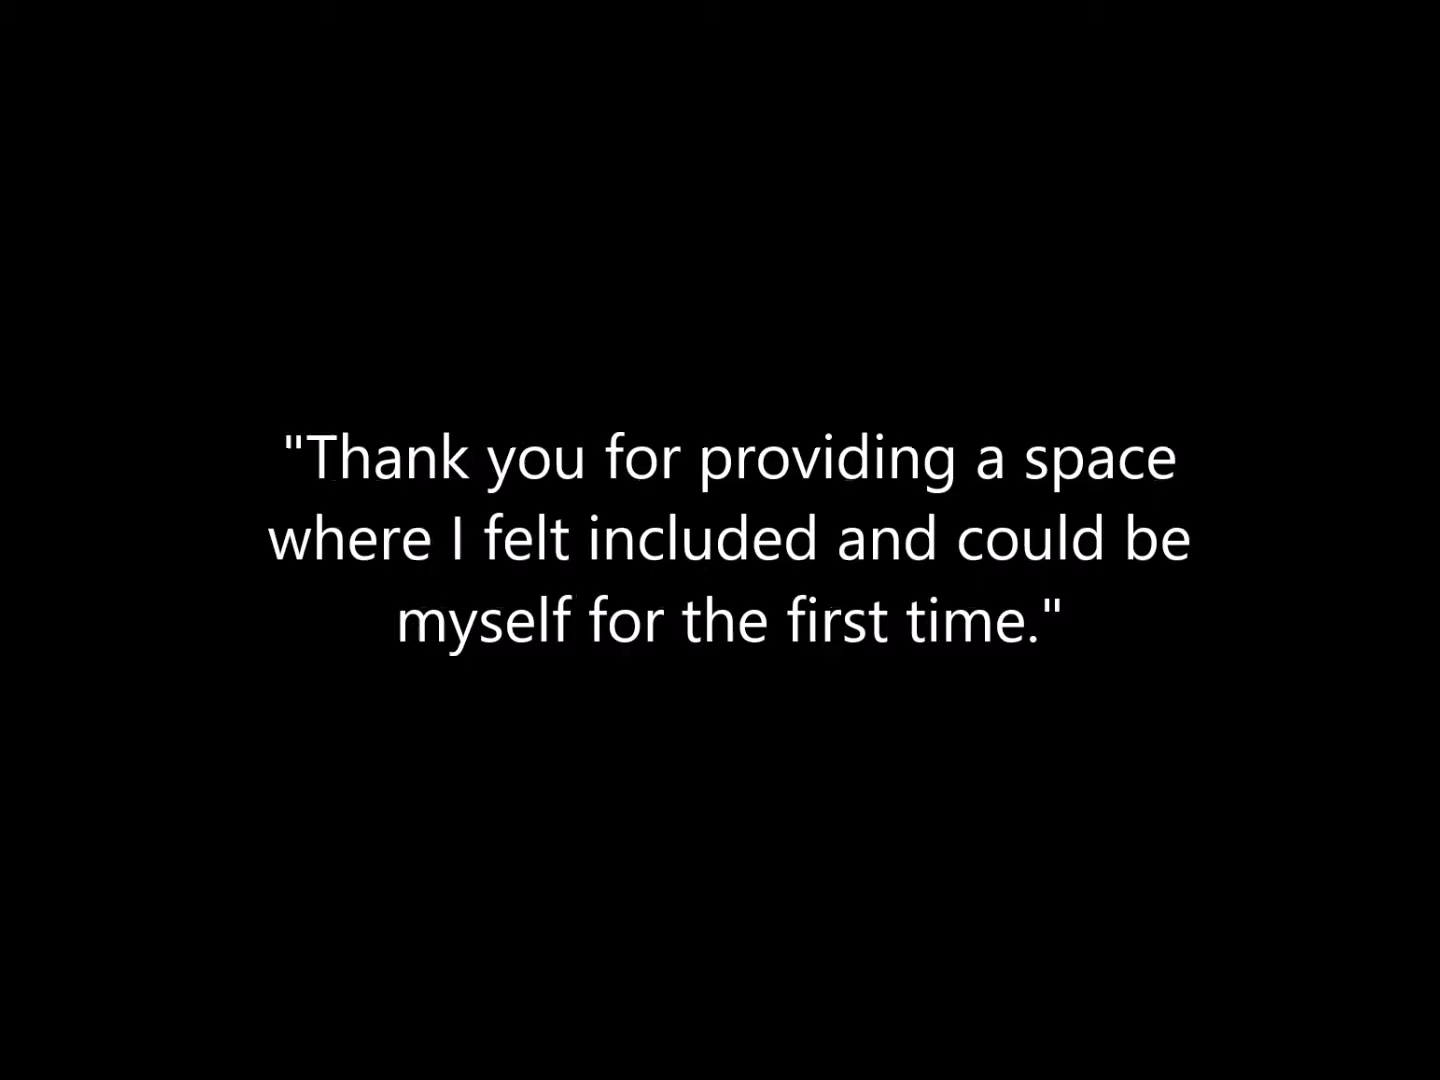 "Thank you for providing a space
where I felt included and could be
myself for the first time."